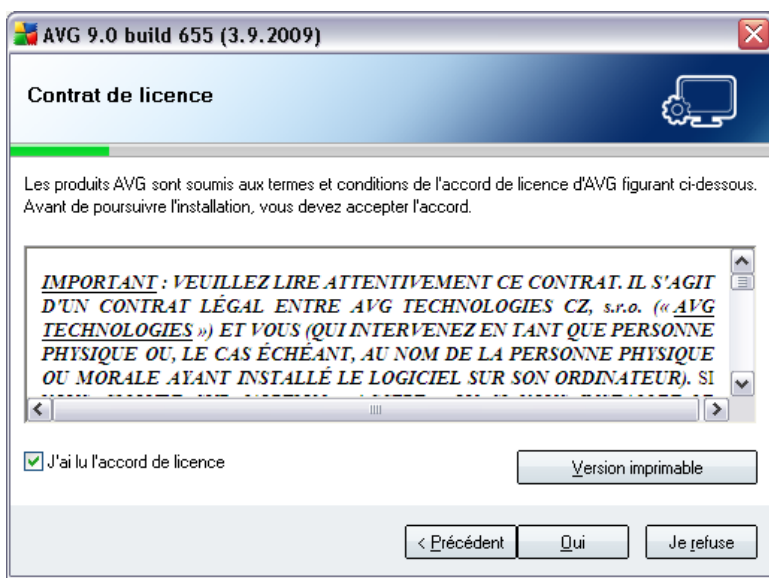 AVG 9.0 build 655 (3.9.2009)
Contrat de licence
Les produits AVG sont soumis aux termes et conditions de l'accord de licence d'AVG figurant ci-dessous.
Avant de poursuivre l'installation, vous devez accepter l'accord.
IMPORTANT : VEUILLEZ LIRE ATTENTIVEMENT CE CONTRAT. IL S'AGIT
D'UN CONTRAT LÉGAL ENTRE AVG TECHNOLOGIES CZ, s.r.o. (« AVG
TECHNOLOGIES ») ET VOUS (QUI INTERVENEZ EN TANT QUE PERSONNE
PHYSIQUE OU, LE CAS ÉCHÉANT, AU NOM DE LA PERSONNE PHYSIQUE
OU MORALE AYANT INSTALLÉ LE LOGICIEL SUR SON ORDINATEUR). SI
J'ai lu l'accord de licence
Version imprimable
< Précédent
Oui
Je refuse